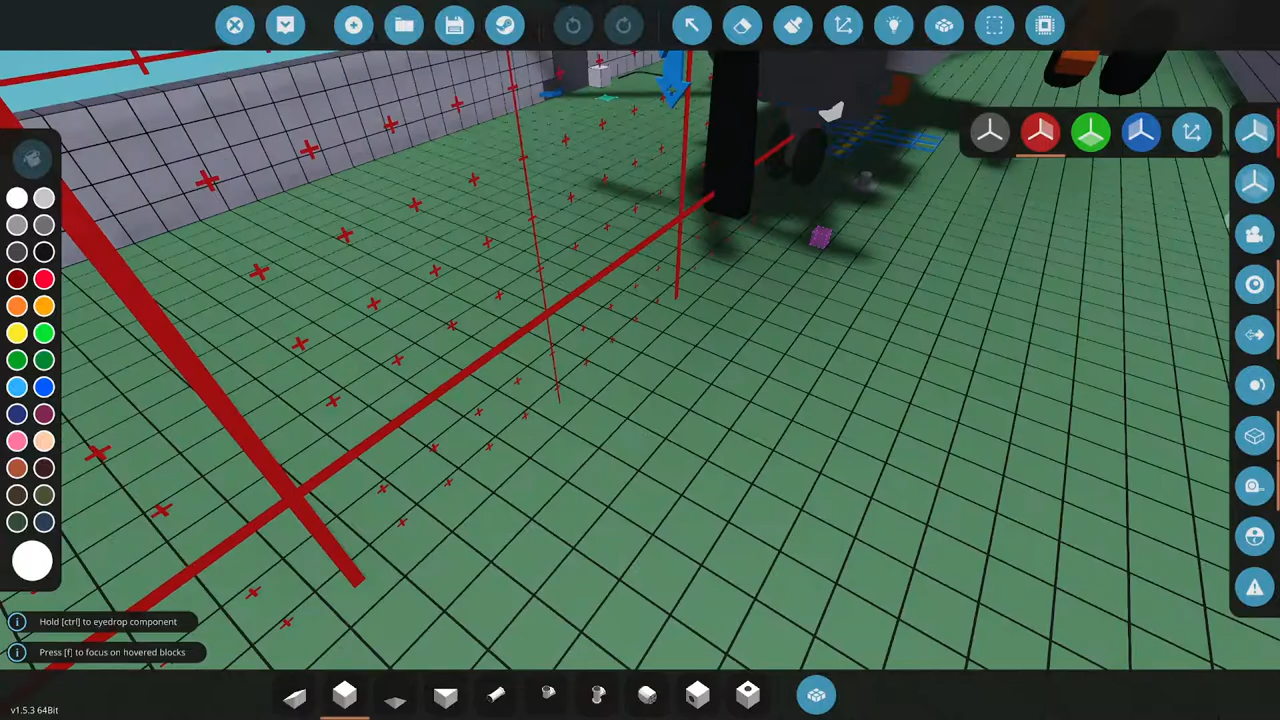 Hold [ctrl] to eyedrop component
Press [f] to focus on hovered blocks
v1.5.3 64Bit